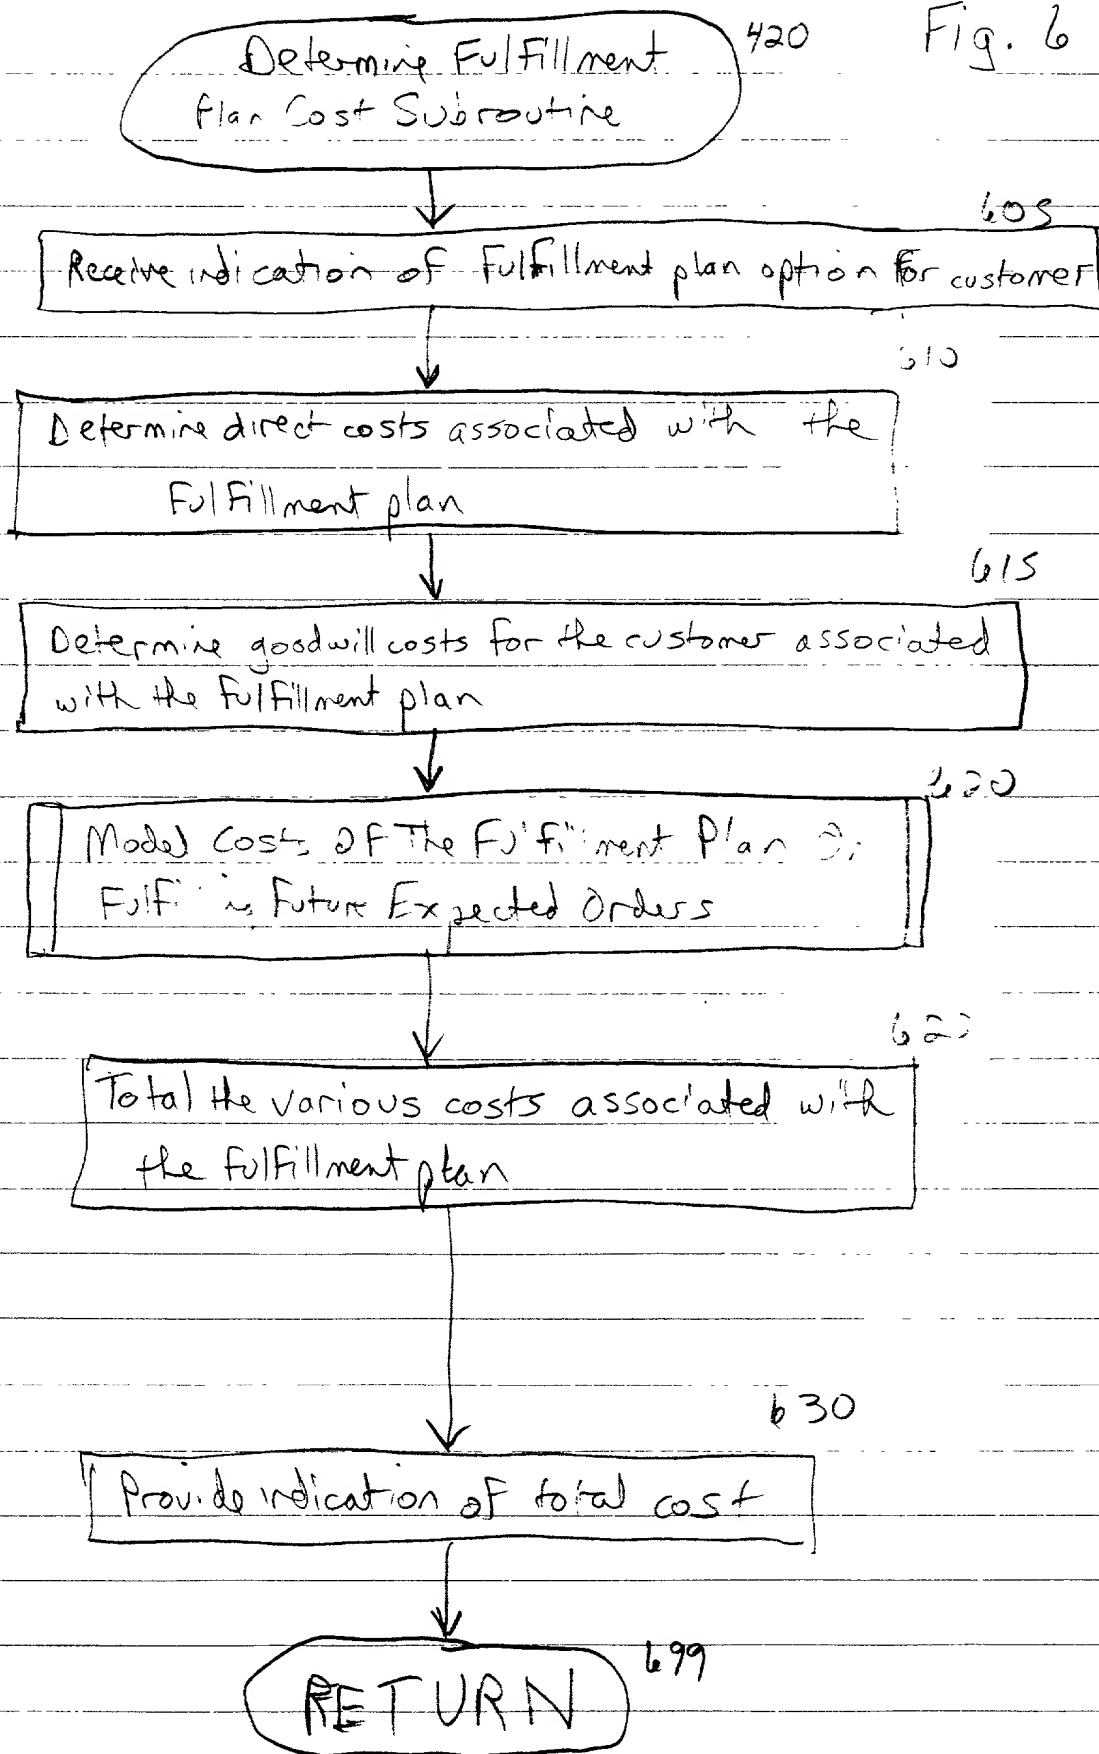 Fig. 6
420
Determine Fulfillment
Plan Cost Subroutine
605
Receive indication of Fulfillment plan option for customer
610
Determine direct costs associated with the
Fulfillment plan
615
Determine goodwill costs for the customer associated
with the fulfillment plan
620
Model Costs Of The Fulfillment Plan
Future Expected Orders
Total the various costs associated with
the fulfillment plan
630
Provide indication of total cost
RETURN
699